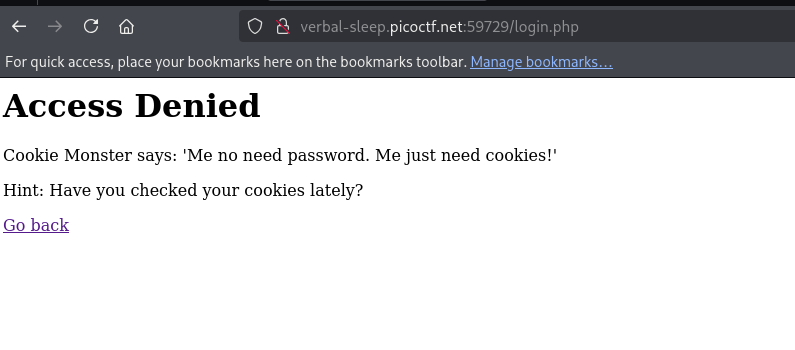 verbal-sleep.picoctf.net:59729/login.php
For quick access, place your bookmarks here on the bookmarks toolbar. Manage bookmarks…
Access Denied
Cookie Monster says: 'Me no need password. Me just need cookies!'
Hint: Have you checked your cookies lately?
Go back